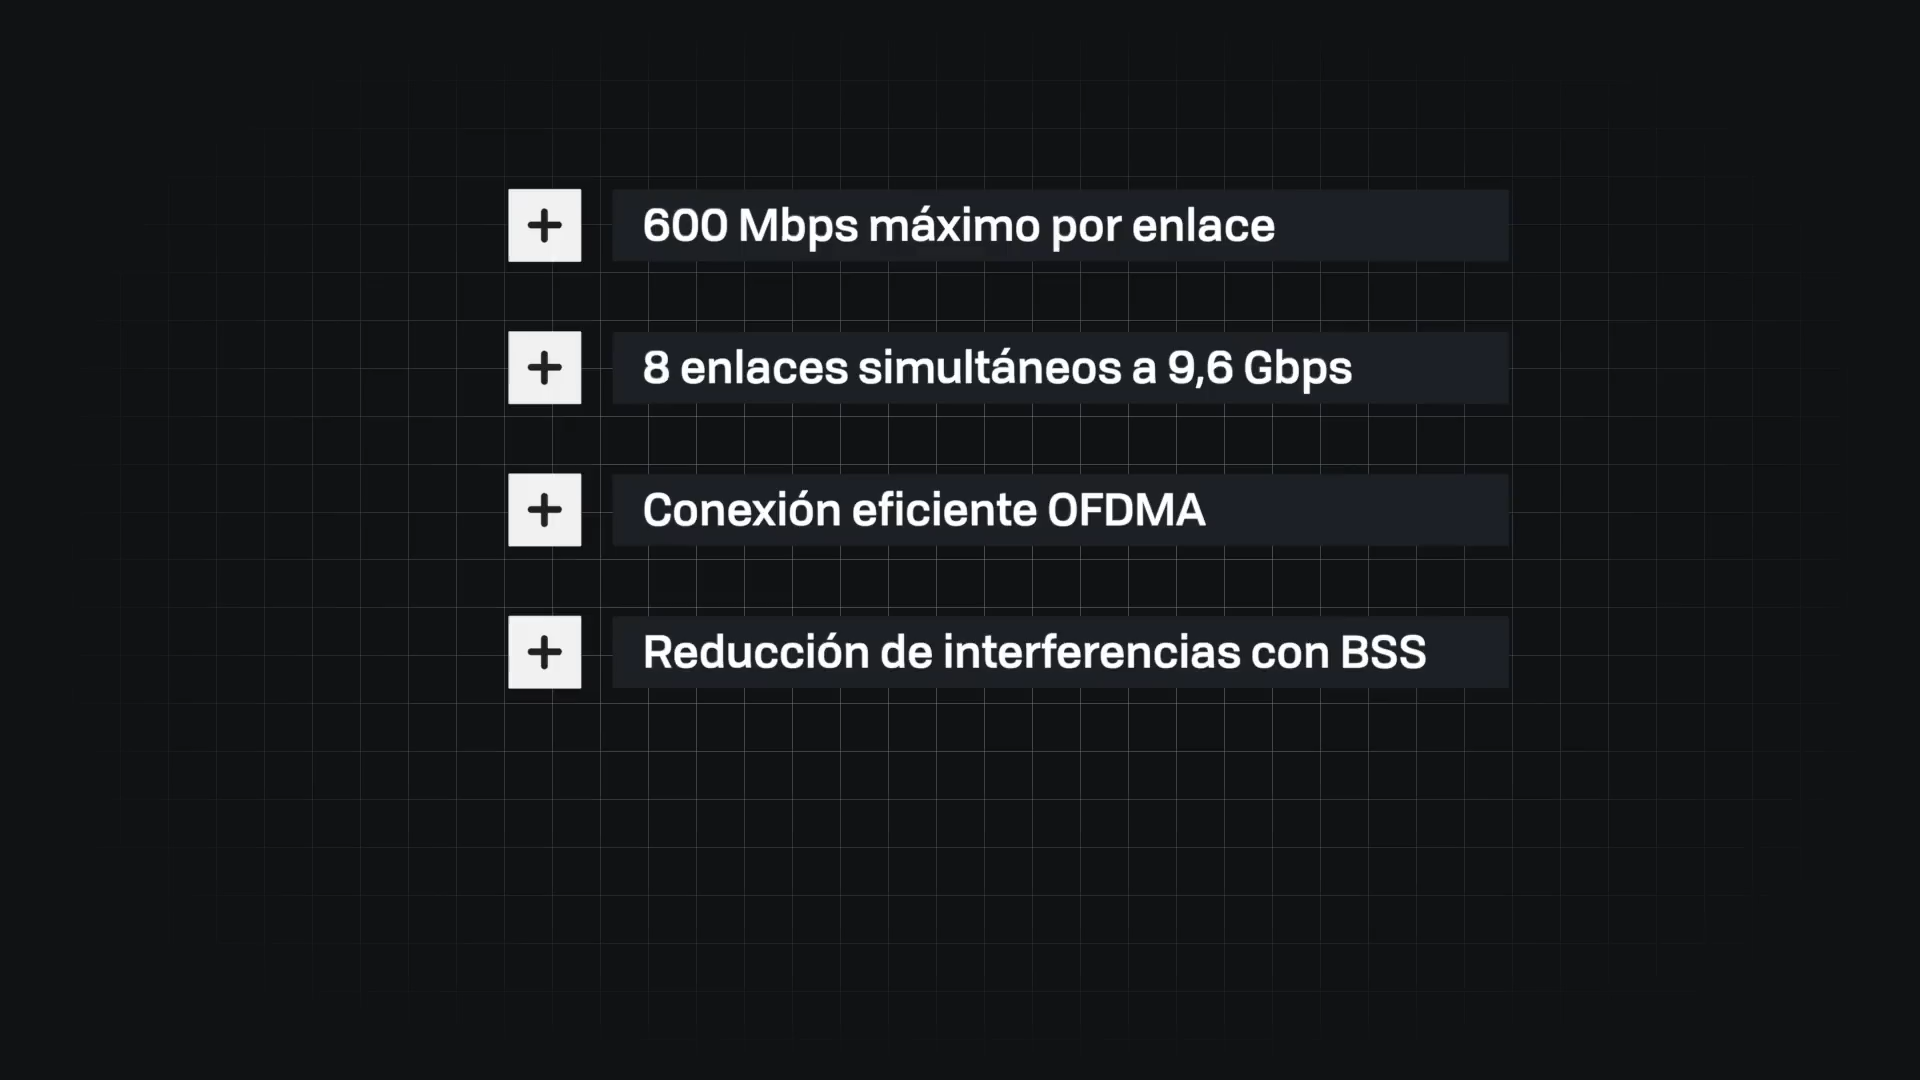 600 Mbps máximo por enlace
8 enlaces simultáneos a 9,6 Gbps
Conexión eficiente OFDMA
Reducción de interferencias con BSS